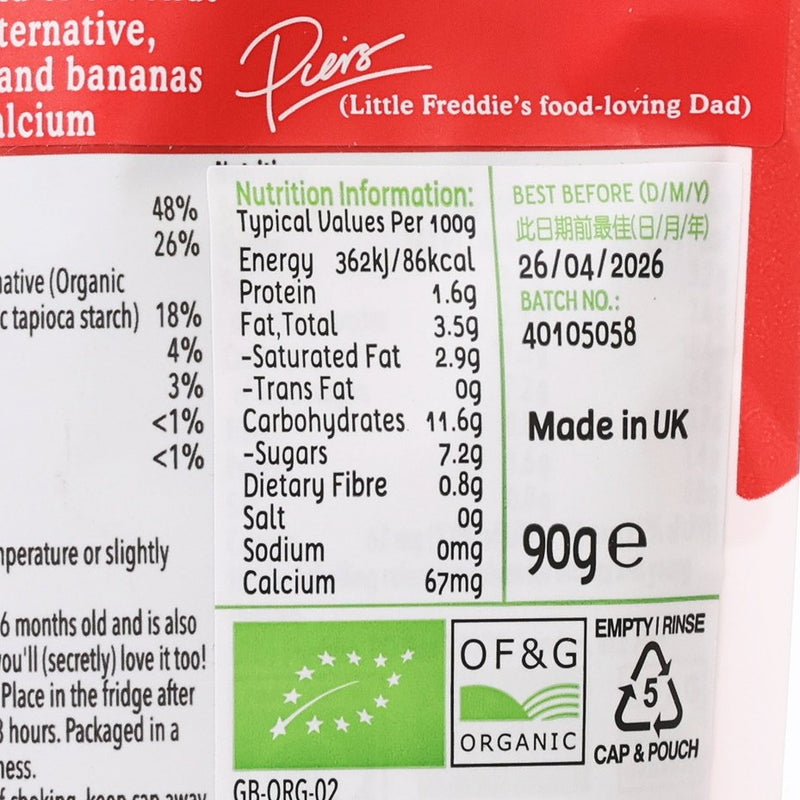 ternative,
and bananas
alcium
Piers
(Little Freddie's food-loving Dad)
48%
26%
native (Organic
c tapioca starch) 18%
4%
3%
<1%
<1%
mperature or slightly
6 months old and is also
you'll (secretly) love it too!
Place in the fridge after
8 hours. Packaged in a
ness.
Nutrition Information:
Typical Values Per 100g
Energy 362kJ/86kcal
Protein 1.6g
Fat,Total 3.5g
-Saturated Fat 2.9g
-Trans Fat 0g
Carbohydrates 11.6g
-Sugars 7.2g
Dietary Fibre 0.8g
Salt 0g
Sodium 0mg
Calcium 67mg
BEST BEFORE (D/M/Y)
此日期前最佳(日/月/年)
26/04/2026
BATCH NO.:
40105058
Made in UK
90g e
OF&G
ORGANIC
EMPTY | RINSE
5
CAP & POUCH
GB-ORG-02